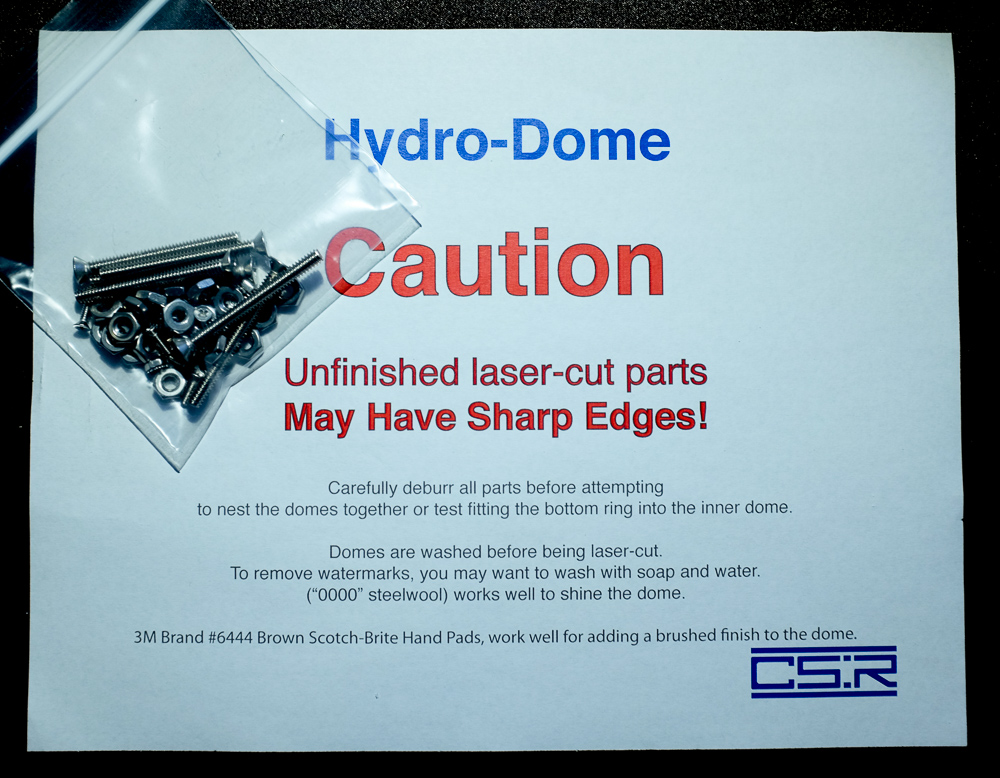 Hydro-Dome
Caution
Unfinished laser-cut parts
May Have Sharp Edges!
Carefully deburr all parts before attempting
to nest the domes together or test fitting the bottom ring into the inner dome.
Domes are washed before being laser-cut.
To remove watermarks, you may want to wash with soap and water.
(“0000” steelwool) works well to shine the dome.
3M Brand #6444 Brown Scotch-Brite Hand Pads, work well for adding a brushed finish to the dome.
CS:R